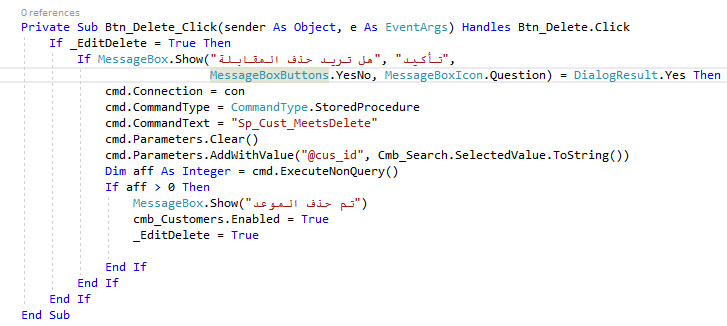 0 references
Private Sub Btn_Delete_Click(sender As Object, e As EventArgs) Handles Btn_Delete.Click
If _EditDelete = True Then
If MessageBox.Show("هل تريد حذف المقابلة", "تأكيد",
MessageBoxButtons.YesNo, MessageBoxIcon.Question) = DialogResult.Yes Then
cmd.Connection = con
cmd.CommandType = CommandType.StoredProcedure
cmd.CommandText = "Sp_Cust_MeetsDelete"
cmd.Parameters.Clear()
cmd.Parameters.AddWithValue("@cus_id", Cmb_Search.SelectedValue.ToString())
Dim aff As Integer = cmd.ExecuteNonQuery()
If aff > 0 Then
MessageBox.Show("تم حذف الموعد")
cmb_Customers.Enabled = True
_EditDelete = True
End If
End If
End If
End Sub